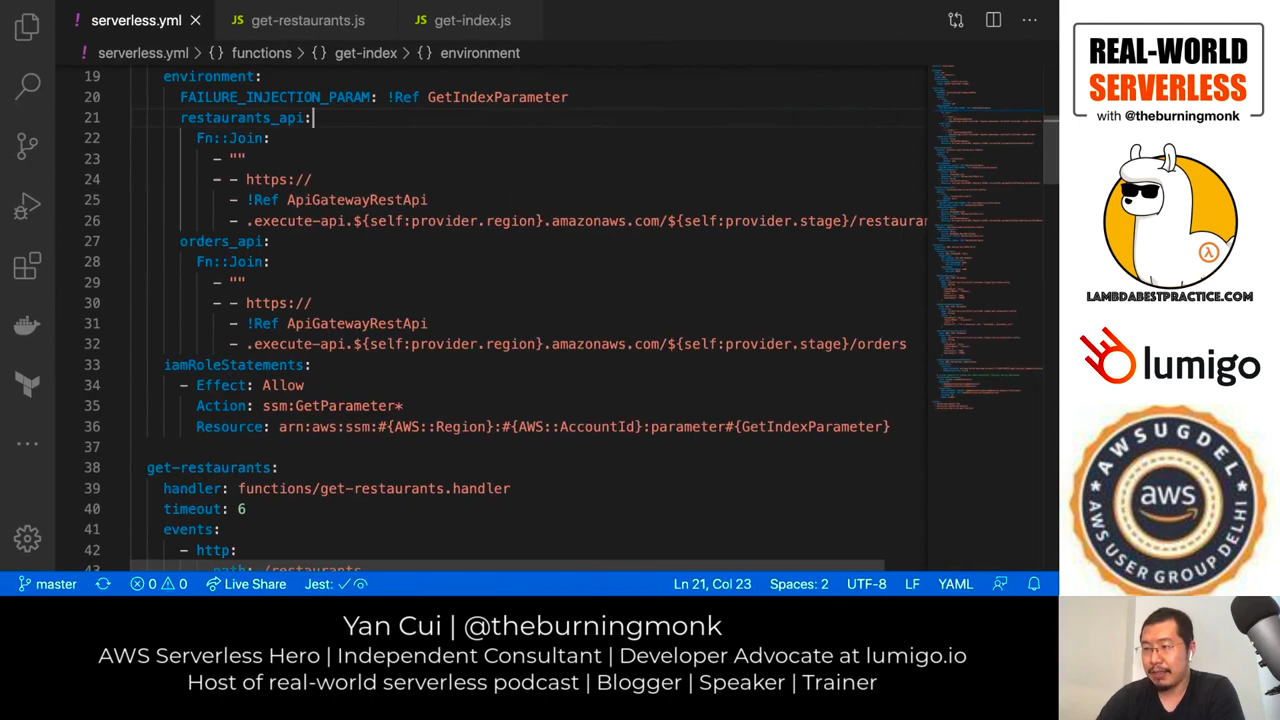 ! serverless.yml × JS get-restaurants.js JS get-index.js
! serverless.yml > {} functions > {} get-index > {} environment
19 environment:
20 FAILURE_INJECTION_PARAM: !Ref GetIndexParameter
21 restaurants_api:
22 Fn::Join:
23 - ""
24 - - https://
25 - !Ref ApiGatewayRestApi
26 - .execute-api.${self:provider.region}.amazonaws.com/${self:provider.stage}/restauran
27 orders_api:
28 Fn::Join:
29 - ""
30 - - https://
31 - !Ref ApiGatewayRestApi
32 - .execute-api.${self:provider.region}.amazonaws.com/${self:provider.stage}/orders
33 iamRoleStatements:
34 - Effect: Allow
35 Action: ssm:GetParameter*
36 Resource: arn:aws:ssm:#{AWS::Region}:#{AWS::AccountId}:parameter#{GetIndexParameter}
38 get-restaurants:
39 handler: functions/get-restaurants.handler
40 timeout: 6
41 events:
42 - http:
43 path: /restaurants
master 0 0 Live Share Jest: Ln 21, Col 23 Spaces: 2 UTF-8 LF YAML
REAL-WORLD
SERVERLESS
with @theburningmonk
LAMBDABESTPRACTICE.COM
lumigo
AWSUGDEL
aws
AWS USER GROUP DELHI
Yan Cui | @theburningmonk
AWS Serverless Hero | Independent Consultant | Developer Advocate at lumigo.io
Host of real-world serverless podcast | Blogger | Speaker | Trainer